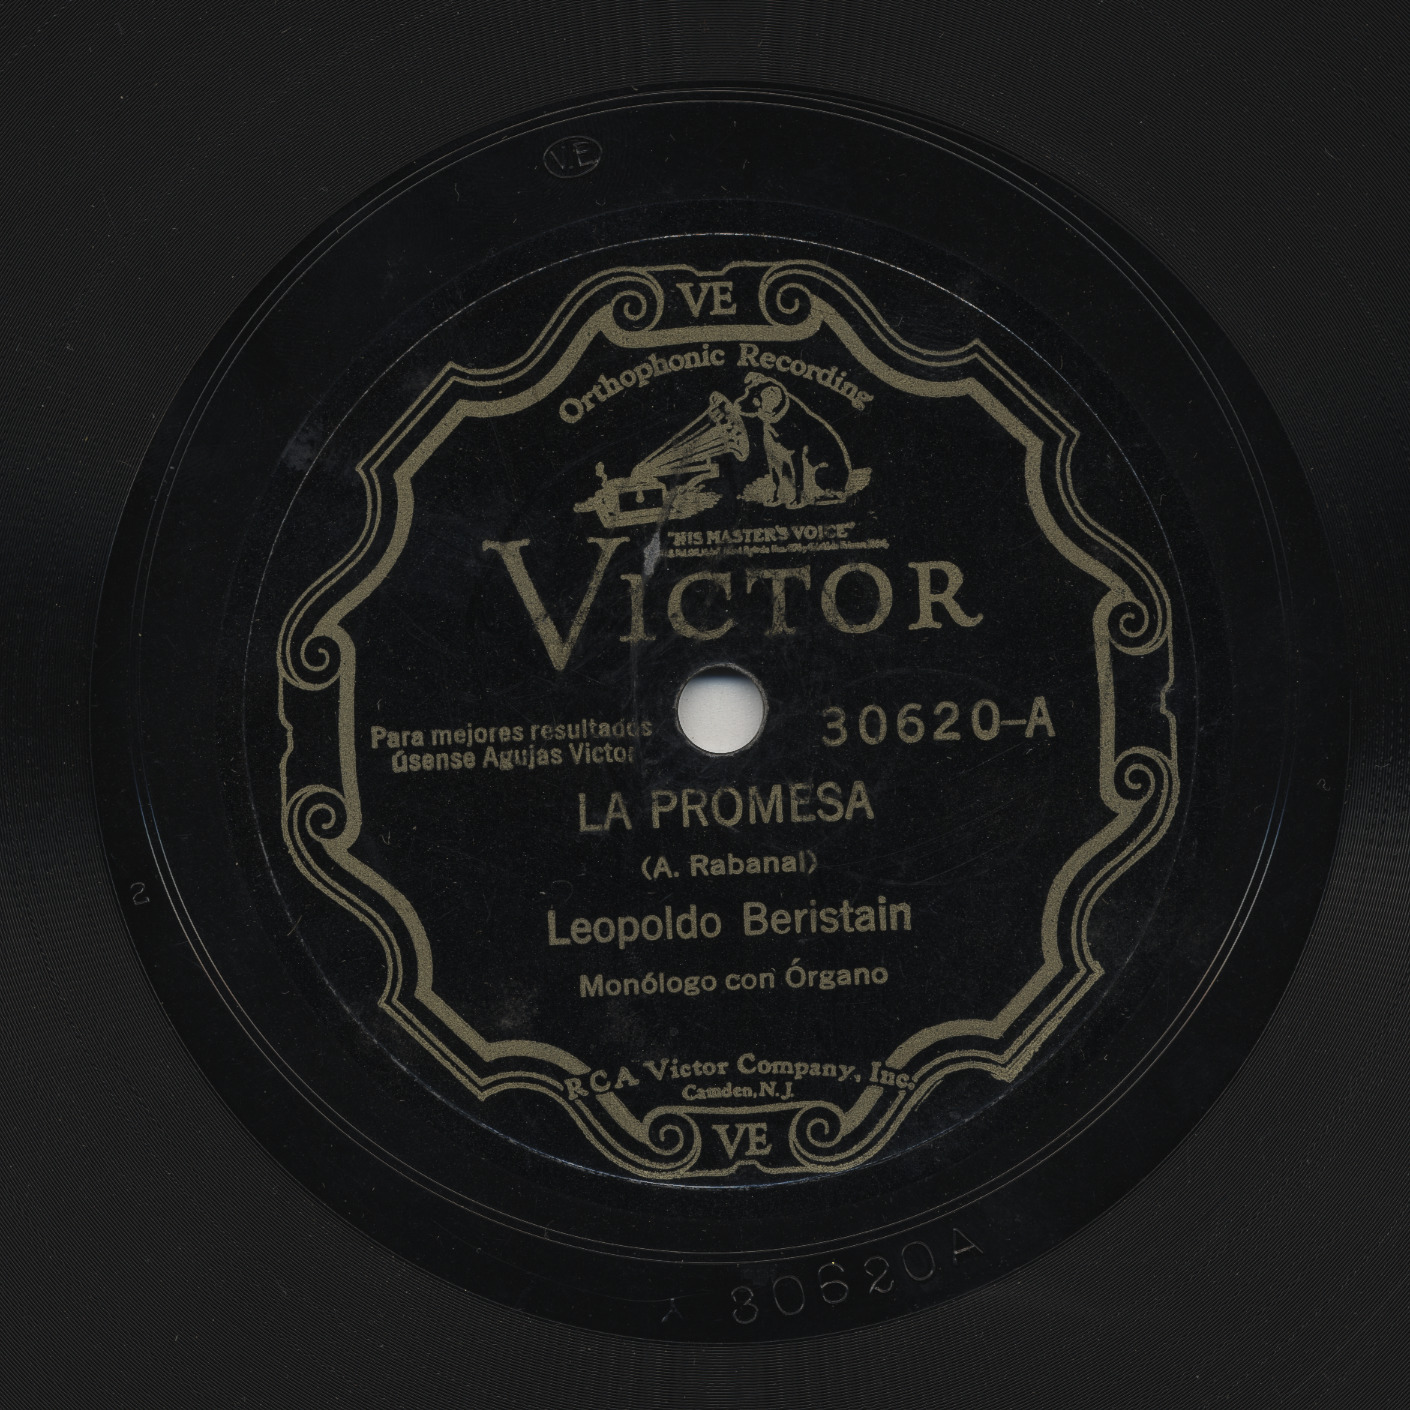 V.E
VE
Orthophonic Recording
"HIS MASTER'S VOICE"
VICTOR
Para mejores resultados
úsense Agujas Victor
30620-A
LA PROMESA
(A. Rabanal)
Leopoldo Beristain
Monólogo con Órgano
RCA Victor Company, Inc.
Camden, N. J.
VE
2
A 30620A